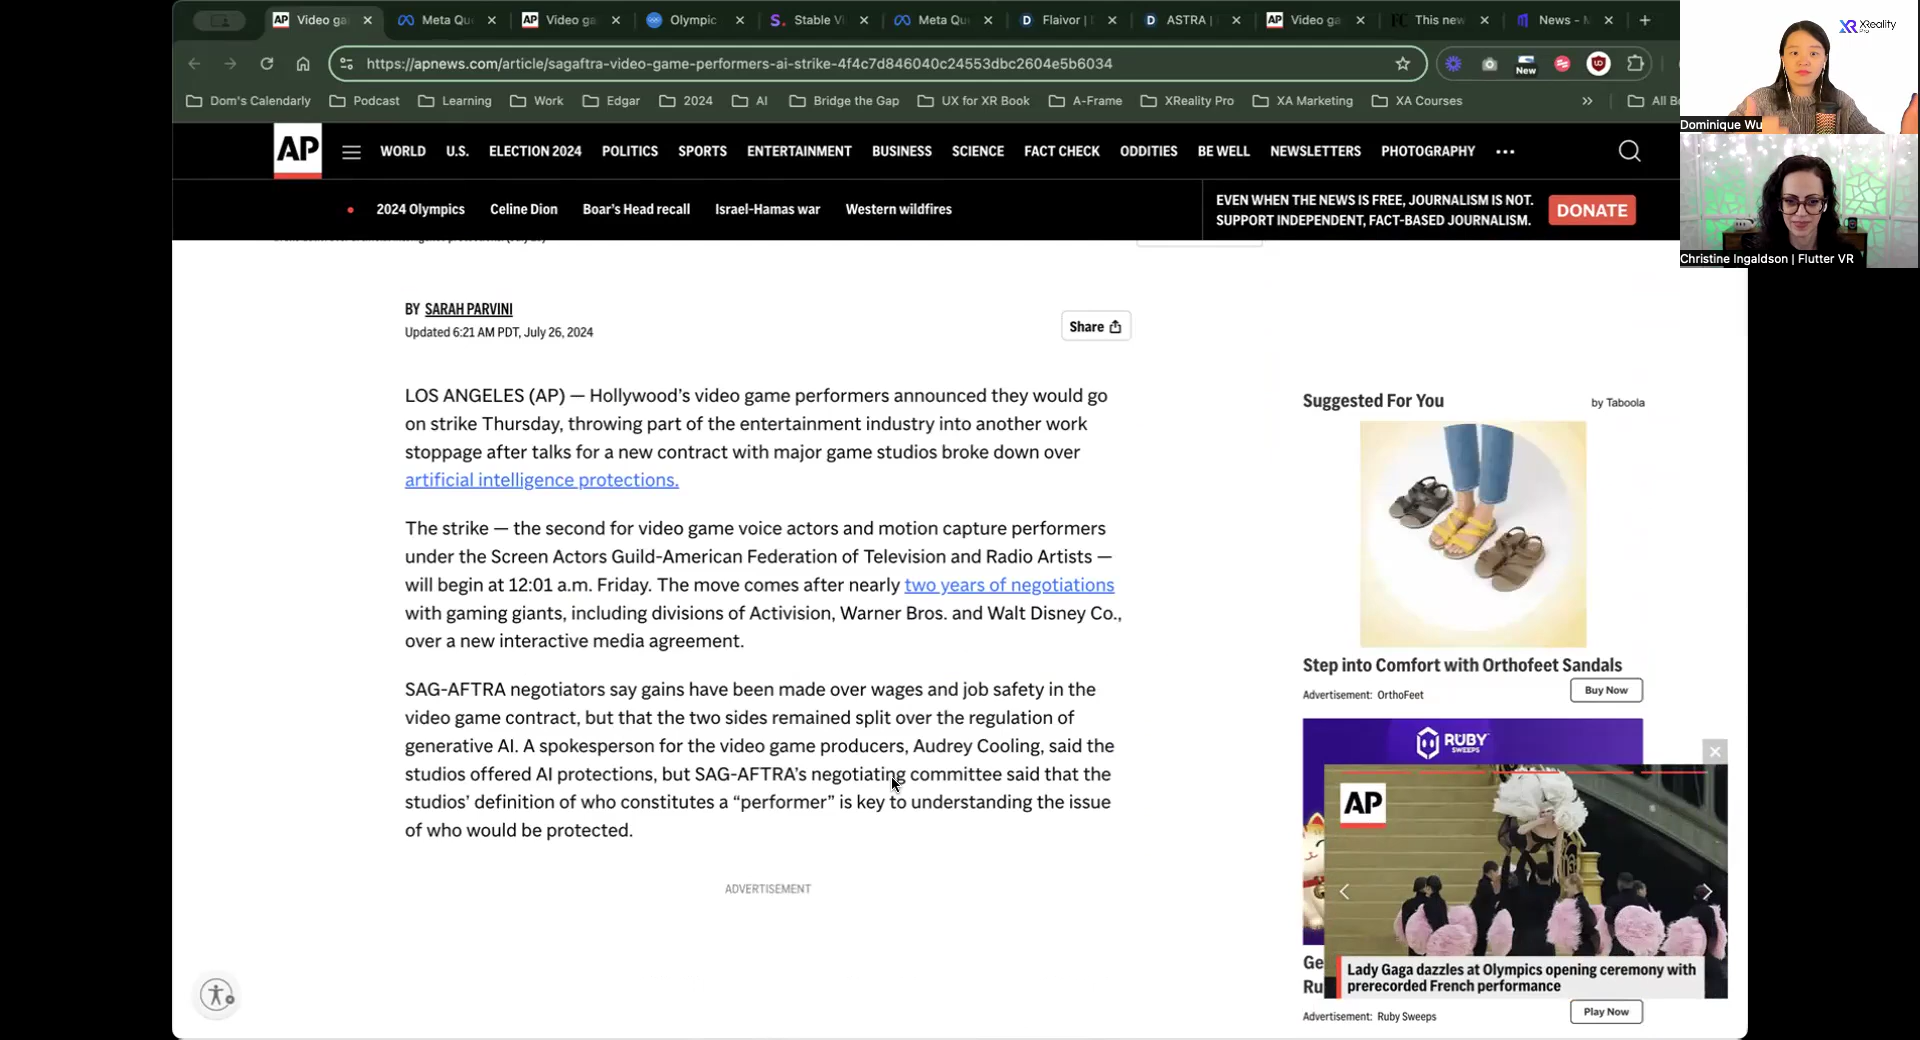 AP Video ga
Meta Qu
AP Video ga
Olympic
S. Stable Vi
Meta Qu
D Flaivor | 
D ASTRA |
AP Video ga
FC This new
News - M
https://apnews.com/article/sagaftra-video-game-performers-ai-strike-4f4c7d846040c24553dbc2604e5b6034
New
Dom's Calendarly
Podcast
Learning
Work
Edgar
2024
AI
Bridge the Gap
UX for XR Book
A-Frame
XReality Pro
XA Marketing
XA Courses
»
All Bo
XReality
Pro
Dominique Wu
Christine Ingaldson | Flutter VR
AP
WORLD
U.S.
ELECTION 2024
POLITICS
SPORTS
ENTERTAINMENT
BUSINESS
SCIENCE
FACT CHECK
ODDITIES
BE WELL
NEWSLETTERS
PHOTOGRAPHY
2024 Olympics
Celine Dion
Boar's Head recall
Israel-Hamas war
Western wildfires
EVEN WHEN THE NEWS IS FREE, JOURNALISM IS NOT.
SUPPORT INDEPENDENT, FACT-BASED JOURNALISM.
DONATE
BY SARAH PARVINI
Updated 6:21 AM PDT, July 26, 2024
Share
LOS ANGELES (AP) — Hollywood's video game performers announced they would go
on strike Thursday, throwing part of the entertainment industry into another work
stoppage after talks for a new contract with major game studios broke down over
artificial intelligence protections.
The strike — the second for video game voice actors and motion capture performers
under the Screen Actors Guild-American Federation of Television and Radio Artists —
will begin at 12:01 a.m. Friday. The move comes after nearly two years of negotiations
with gaming giants, including divisions of Activision, Warner Bros. and Walt Disney Co.,
over a new interactive media agreement.
SAG-AFTRA negotiators say gains have been made over wages and job safety in the
video game contract, but that the two sides remained split over the regulation of
generative AI. A spokesperson for the video game producers, Audrey Cooling, said the
studios offered AI protections, but SAG-AFTRA's negotiating committee said that the
studios' definition of who constitutes a “performer” is key to understanding the issue
of who would be protected.
ADVERTISEMENT
Suggested For You
by Taboola
Step into Comfort with Orthofeet Sandals
Advertisement: OrthoFeet
Buy Now
RUBY
SWEEPS
AP
Lady Gaga dazzles at Olympics opening ceremony with
prerecorded French performance
Ge
Ru
Advertisement: Ruby Sweeps
Play Now